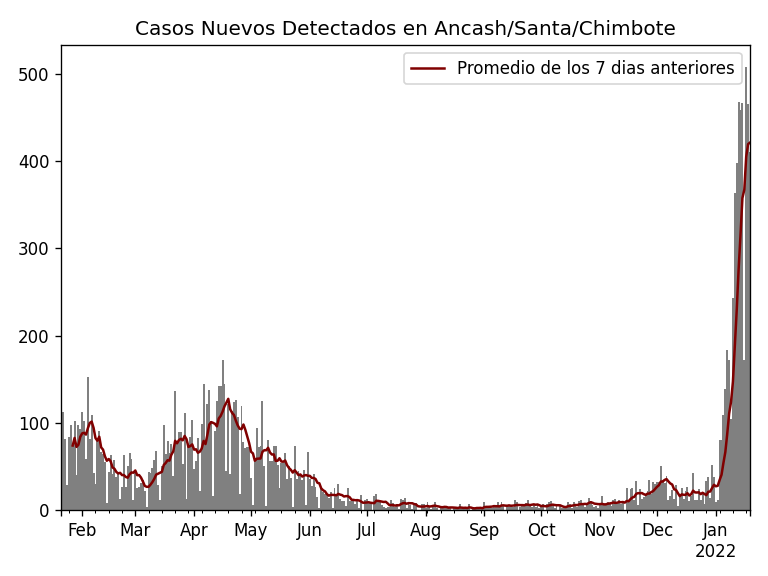 Casos Nuevos Detectados en Ancash/Santa/Chimbote
Promedio de los 7 dias anteriores
500
400
300
200
100
0
Feb Mar Apr May Jun Jul Aug Sep Oct Nov Dec Jan
2022